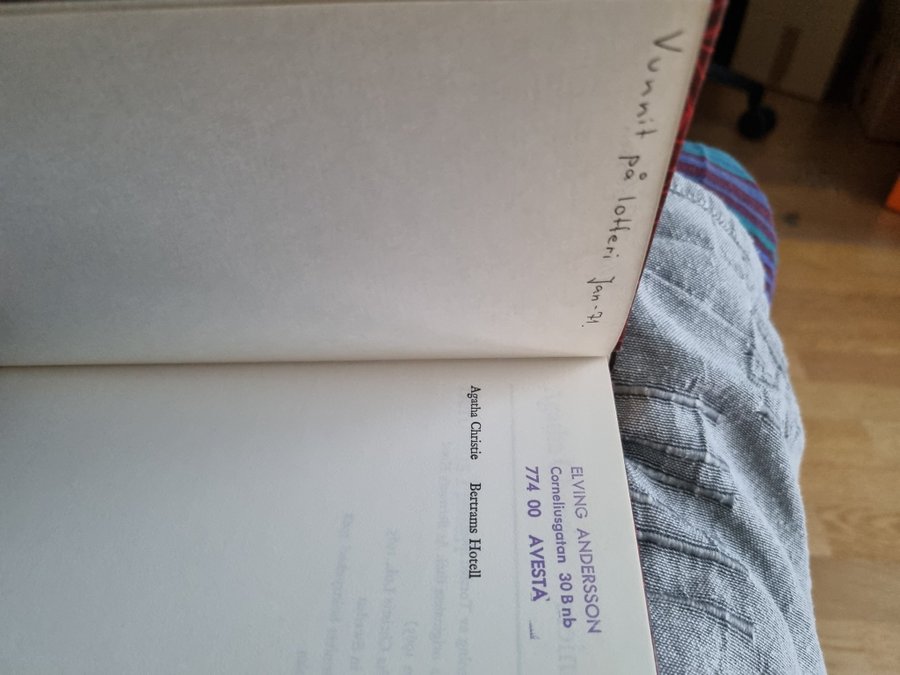 Vunnit på lotteri Jan-71.
ELVING ANDERSSON
Corneliusgatan 30 B nb
774 00 AVESTA
Agatha Christie Bertrams Hotell